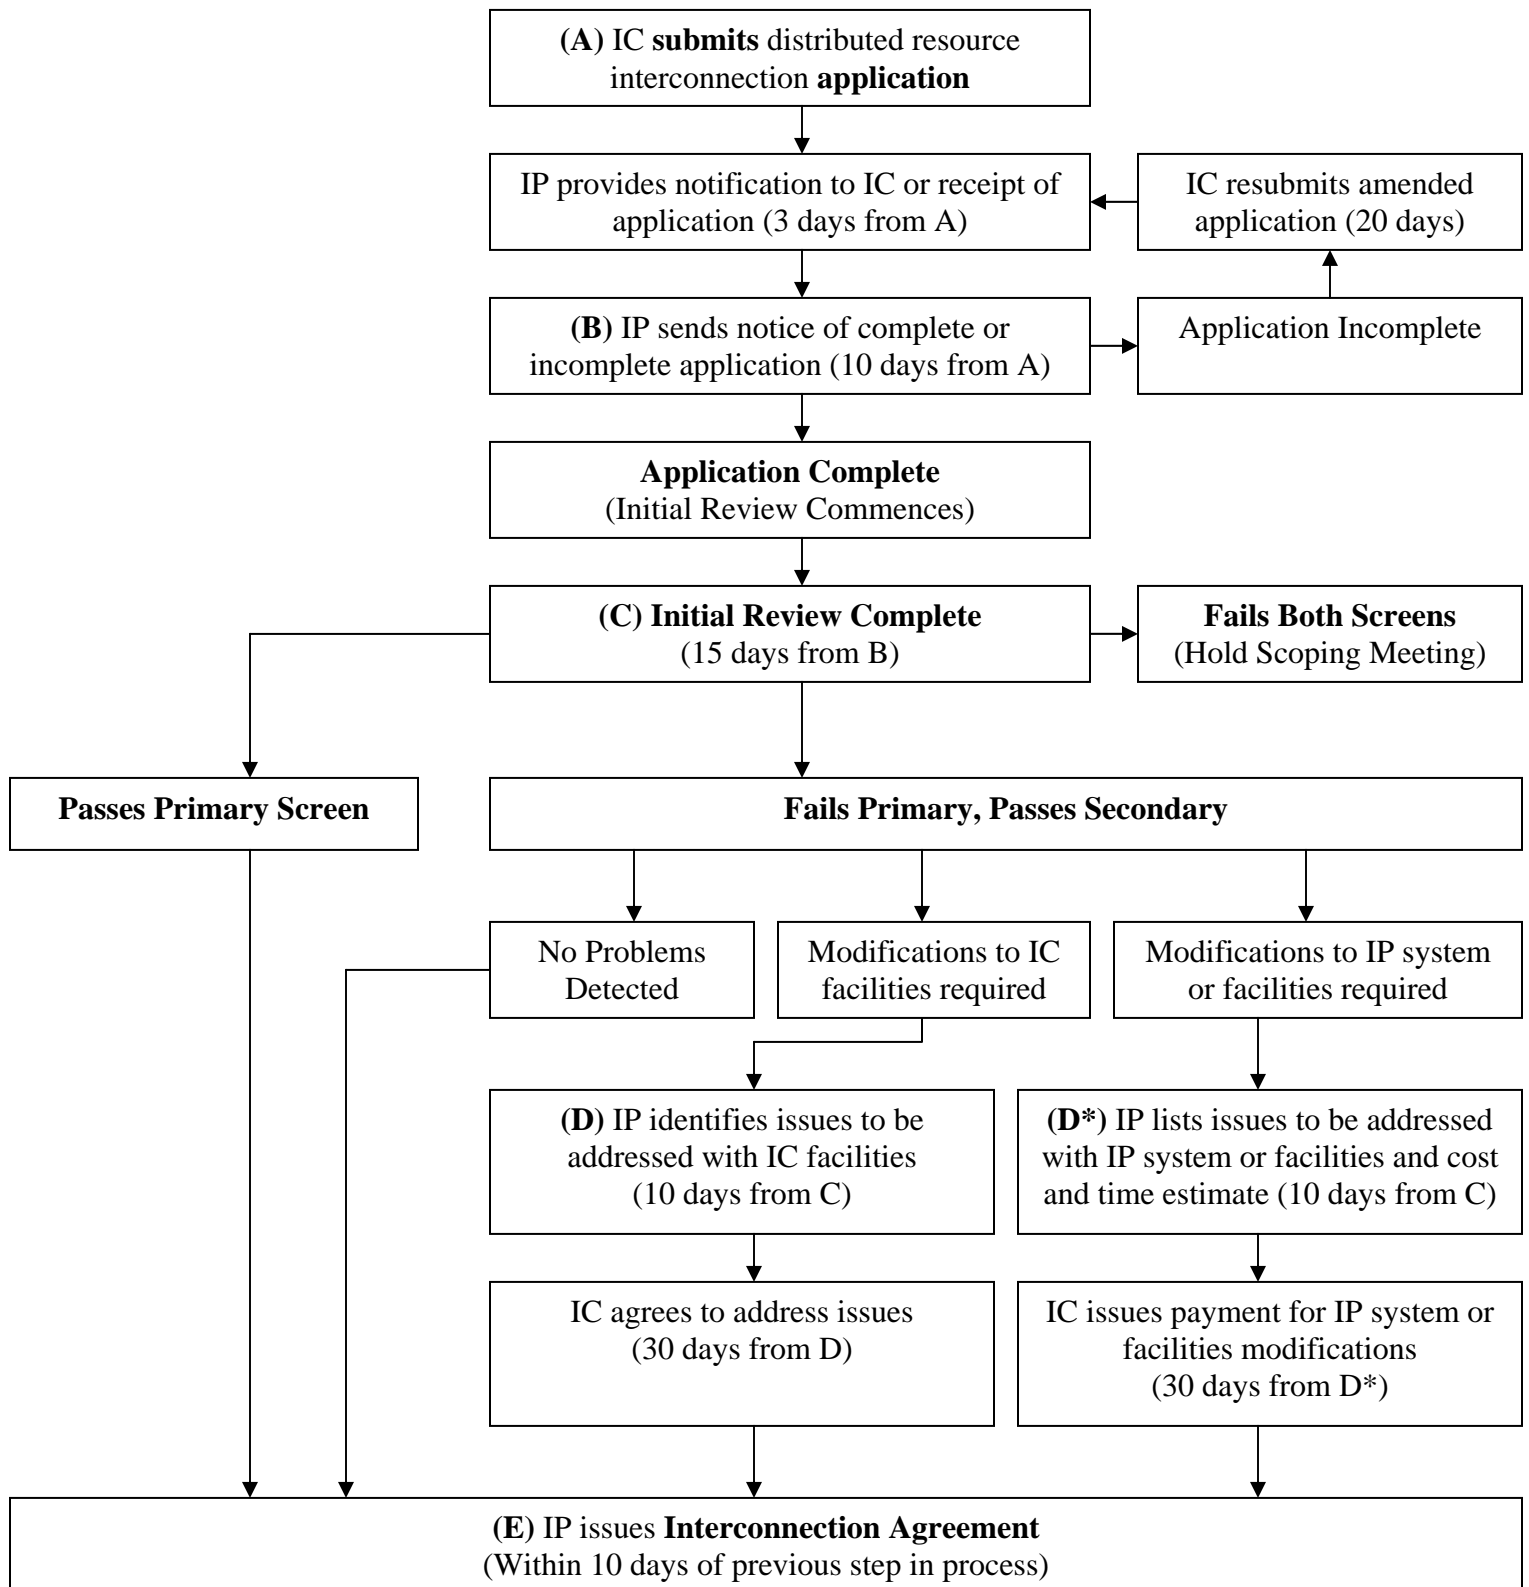 (A) IC submits distributed resource
interconnection application
IP provides notification to IC or receipt of
application (3 days from A)
IC resubmits amended
application (20 days)
(B) IP sends notice of complete or
incomplete application (10 days from A)
Application Incomplete
Application Complete
(Initial Review Commences)
(C) Initial Review Complete
(15 days from B)
Fails Both Screens
(Hold Scoping Meeting)
Passes Primary Screen
Fails Primary, Passes Secondary
No Problems
Detected
Modifications to IC
facilities required
Modifications to IP system
or facilities required
(D) IP identifies issues to be
addressed with IC facilities
(10 days from C)
(D*) IP lists issues to be addressed
with IP system or facilities and cost
and time estimate (10 days from C)
IC agrees to address issues
(30 days from D)
IC issues payment for IP system or
facilities modifications
(30 days from D*)
(E) IP issues Interconnection Agreement
(Within 10 days of previous step in process)